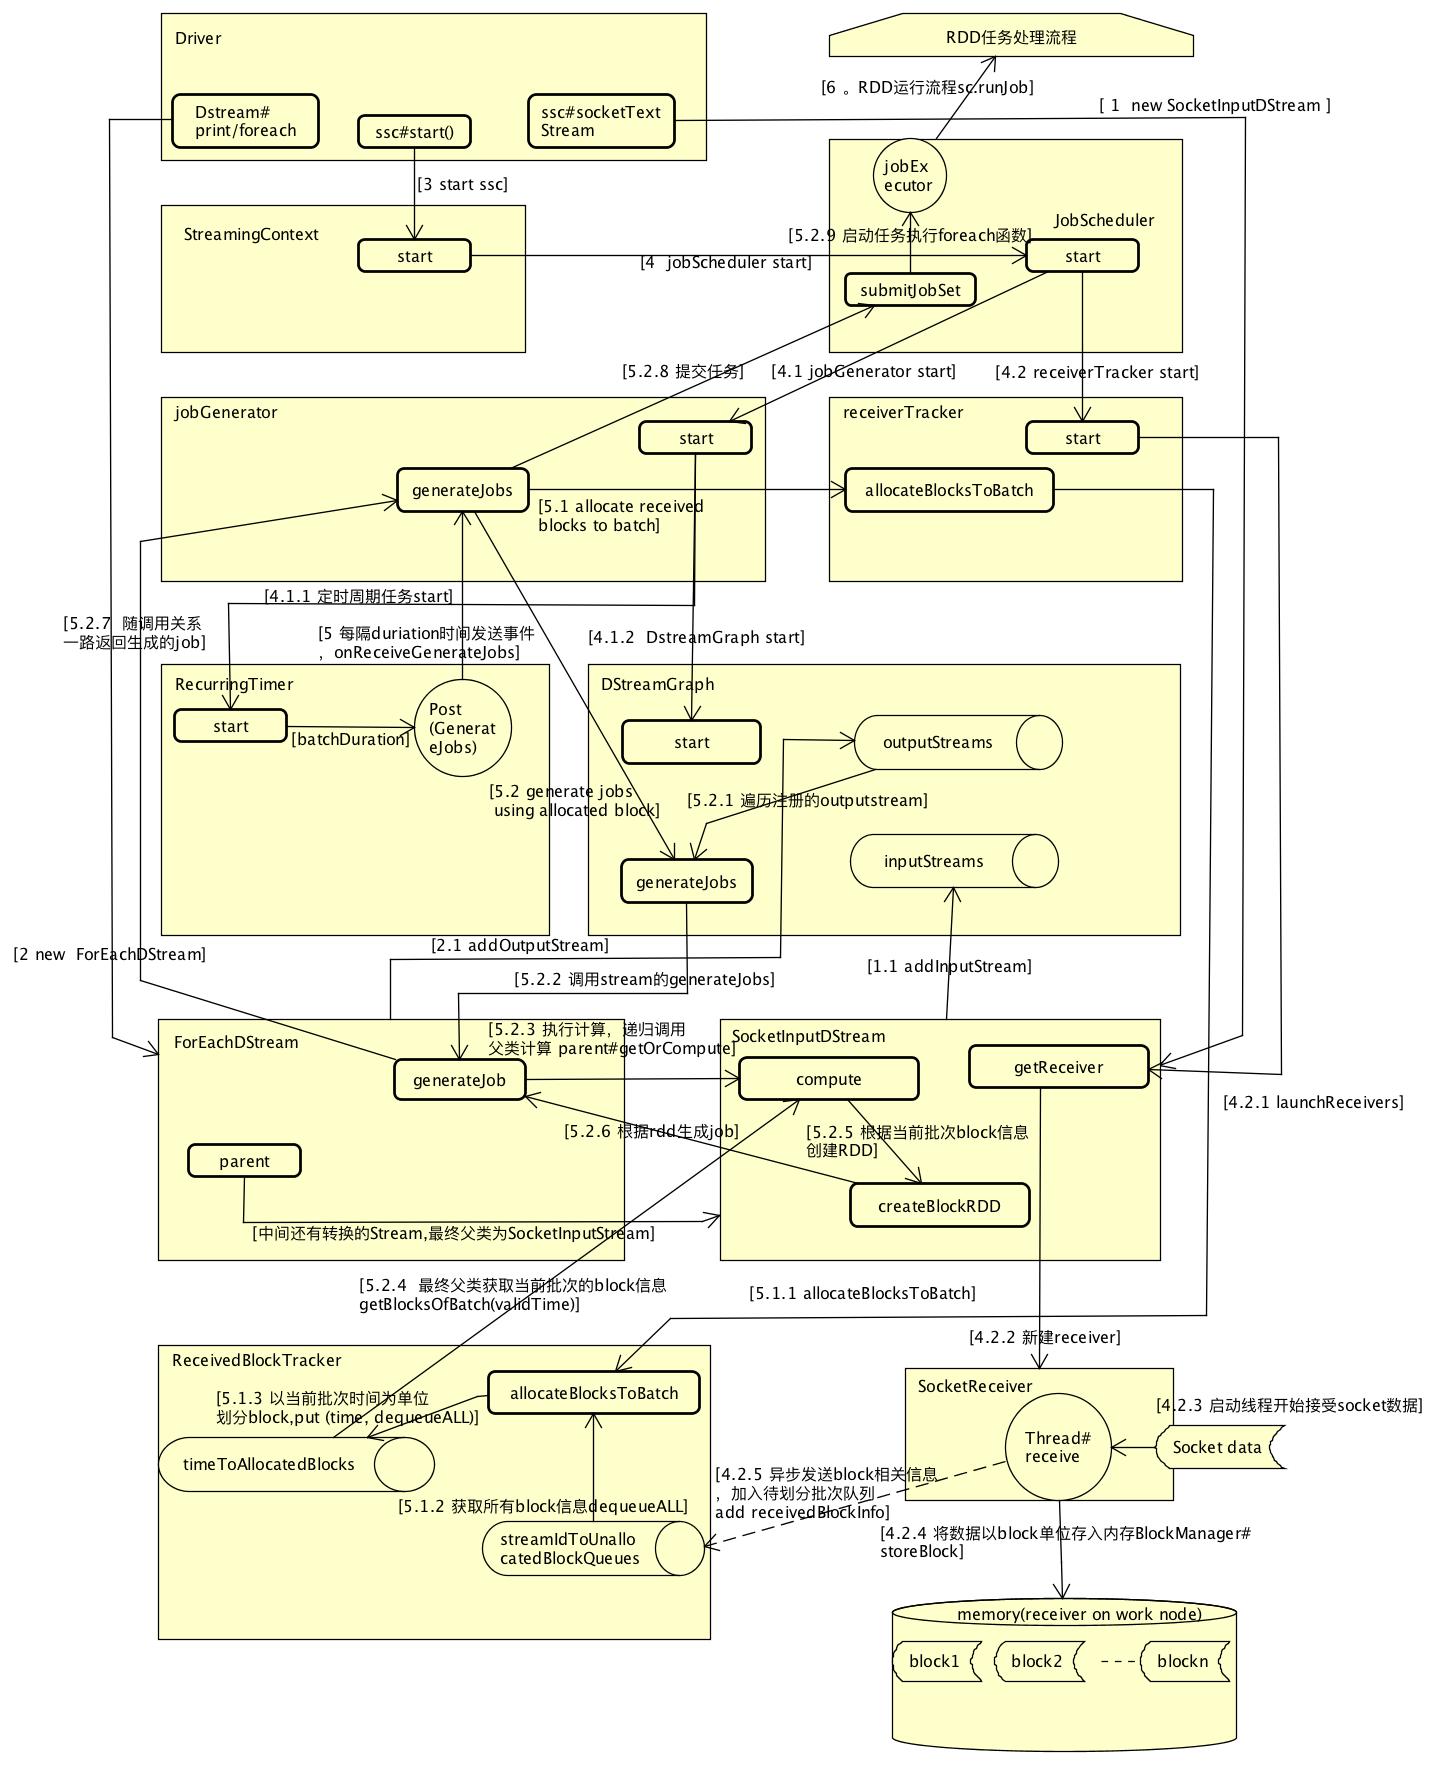 Driver
RDD任务处理流程
[6 。RDD运行流程sc.runJob]
[ 1  new SocketInputDStream ]
Dstream#
print/foreach
ssc#start()
ssc#socketText
Stream
[3 start ssc]
jobEx
ecutor
JobScheduler
StreamingContext
start
[5.2.9 启动任务执行foreach函数]
[4  jobScheduler start]
start
submitJobSet
[5.2.8 提交任务]
[4.1 jobGenerator start]
[4.2 receiverTracker start]
jobGenerator
start
generateJobs
[5.1 allocate received
blocks to batch]
receiverTracker
start
allocateBlocksToBatch
[4.1.1 定时周期任务start]
[5.2.7  随调用关系
一路返回生成的job]
[5 每隔duriation时间发送事件
，onReceiveGenerateJobs]
[4.1.2  DstreamGraph start]
RecurringTimer
start
[batchDuration]
Post
(Generat
eJobs)
DStreamGraph
start
outputStreams
[5.2 generate jobs
using allocated block]
[5.2.1 遍历注册的outputstream]
inputStreams
generateJobs
[2 new  ForEachDStream]
[2.1 addOutputStream]
[1.1 addInputStream]
[5.2.2 调用stream的generateJobs]
ForEachDStream
[5.2.3 执行计算，递归调用
父类计算 parent#getOrCompute]
generateJob
SocketInputDStream
compute
getReceiver
[4.2.1 launchReceivers]
[5.2.6 根据rdd生成job]
[5.2.5 根据当前批次block信息
创建RDD]
parent
createBlockRDD
[中间还有转换的Stream,最终父类为SocketInputStream]
[5.2.4  最终父类获取当前批次的block信息
getBlocksOfBatch(validTime)]
[5.1.1 allocateBlocksToBatch]
[4.2.2 新建receiver]
ReceivedBlockTracker
allocateBlocksToBatch
[5.1.3 以当前批次时间为单位
划分block,put (time, dequeueALL)]
timeToAllocatedBlocks
[5.1.2 获取所有block信息dequeueALL]
streamIdToUnallo
catedBlockQueues
SocketReceiver
Thread#
receive
[4.2.3 启动线程开始接受socket数据]
Socket data
[4.2.5 异步发送block相关信息
，加入待划分批次队列
add receivedBlockInfo]
[4.2.4 将数据以block单位存入内存BlockManager#
storeBlock]
memory(receiver on work node)
block1
block2
blockn